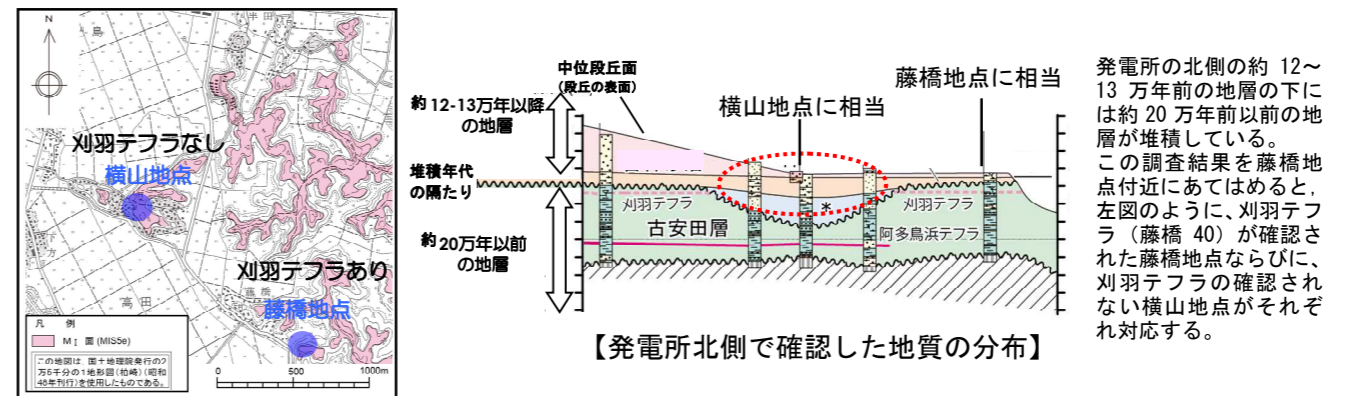 N
島
半田
刈羽テフラなし
横山地点
刈羽テフラあり
藤橋
藤橋地点
下方
高田
凡 例
MⅠ 面 (MIS5e)
この地図は、国土地理院発行の2
万5千分の1地形図(柏崎)(昭和
48年刊行)を使用したものである。
0 500 1000m
中位段丘面
(段丘の表面)
藤橋地点に相当
横山地点に相当
約12-13万年以降
の地層
堆積年代
の隔たり
約20万年以前
の地層
刈羽テフラ
*
刈羽テフラ
古安田層
阿多鳥浜テフラ
【発電所北側で確認した地質の分布】
発電所の北側の約 12~
13 万年前の地層の下に
は約 20 万年前以前の地
層が堆積している。
この調査結果を藤橋地
点付近にあてはめると,
左図のように、刈羽テフ
ラ(藤橋 40)が確認さ
れた藤橋地点ならびに、
刈羽テフラの確認され
ない横山地点がそれぞ
れ対応する。